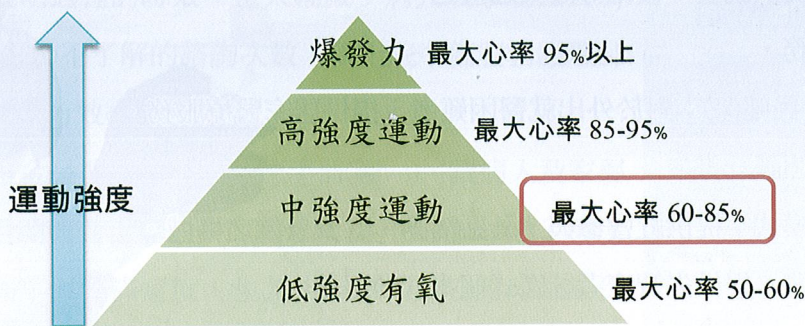 爆發力 最大心率 95%以上
高強度運動 最大心率 85-95%
運動強度
中強度運動 最大心率 60-85%
低強度有氧 最大心率 50-60%